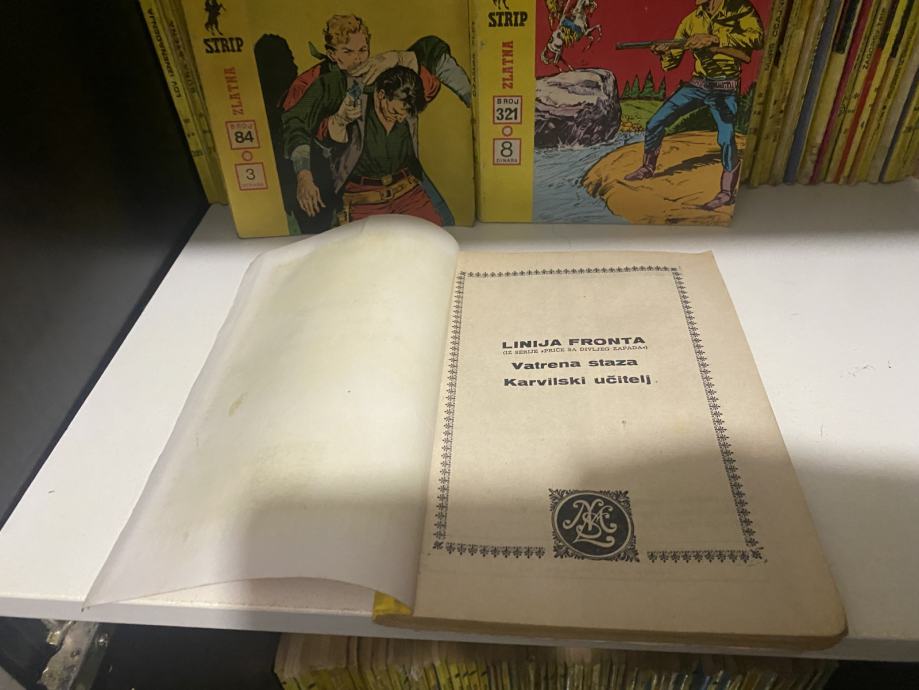 STRIP
ZLATNA
BROJ
84
3
DINARA
STRIP
ZLATNA
BROJ
321
8
DINARA
LINIJA FRONTA
(IZ SERIJE »PRIČE SA DIVLJEG ZAPADA«)
Vatrena staza
Karvilski učitelj